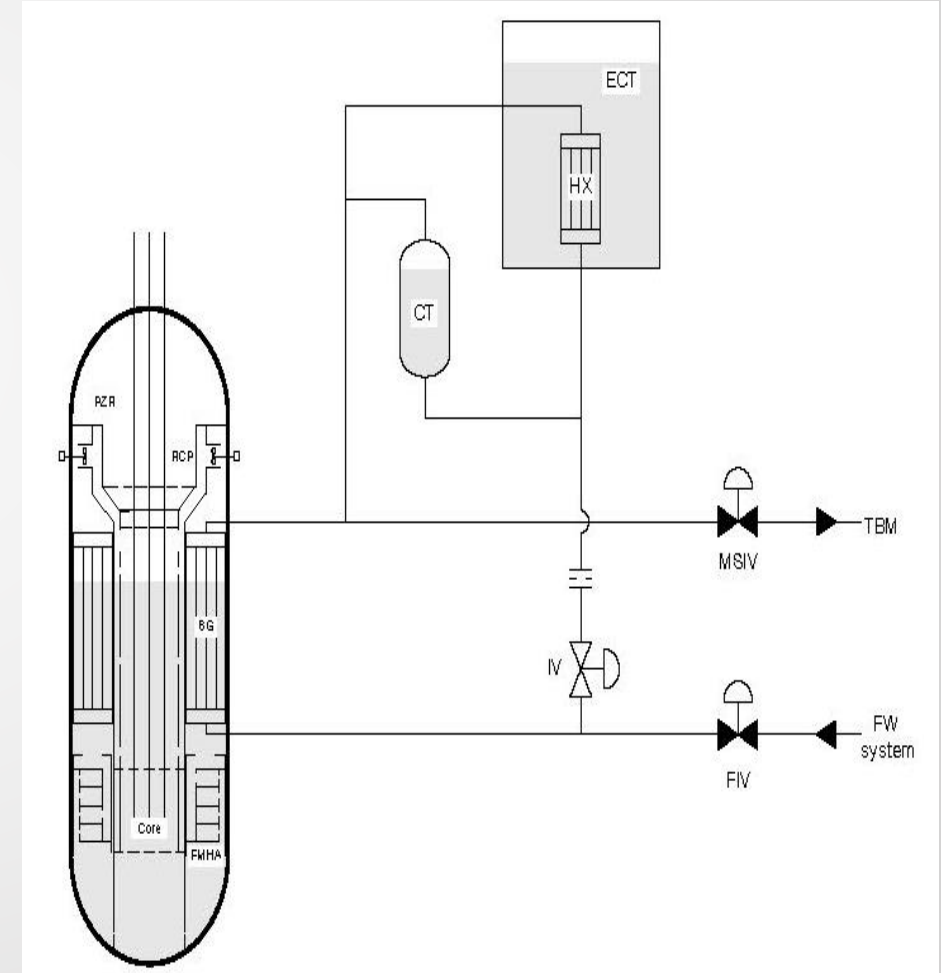 ECT
HX
CT
PZR
RCP
TBM
MSIV
SG
IV
FW
system
FIV
Core
FMHA